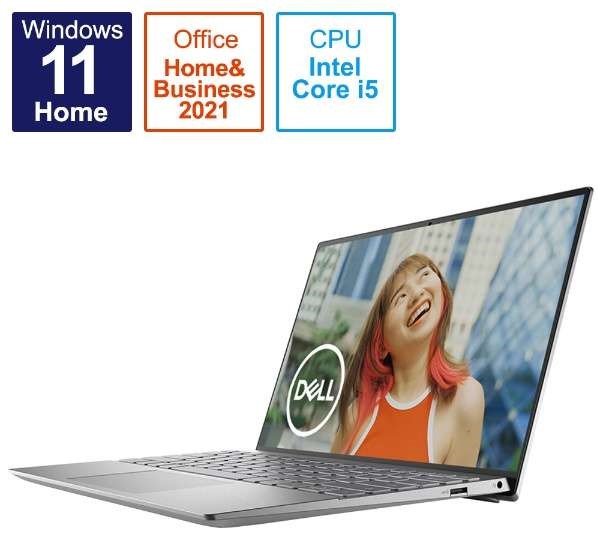 Windows
11
Home
Office
Home&
Business
2021
CPU
Intel
Core i5
DELL